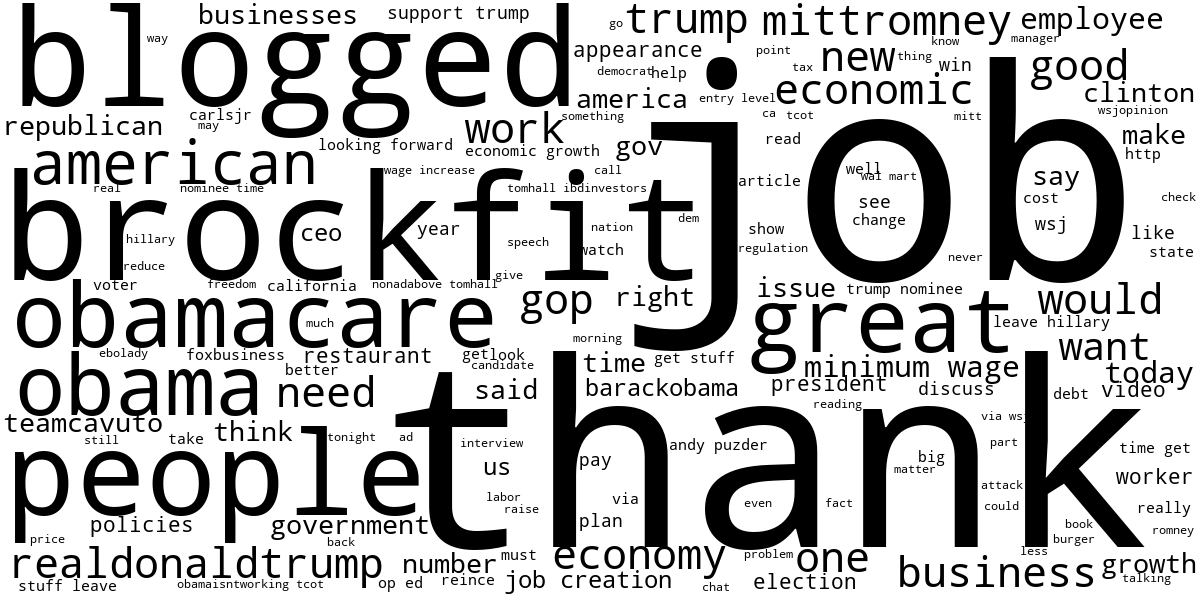 blogged
way
businesses
support trump
go
trump
mittromney
employee
know
manager
appearance
point
thing
democrat
help
tax
new
win
good
america
entry level
economic
clinton
wsjopinion
republican
carlsjr
may
something
ca
tcot
mitt
work
read
make
http
american
looking forward
economic growth
gov
job
real
nominee time
wage increase
call
tomhall ibdinvestors
article
well
wal mart
say
cost
check
brockfit
ceo
year
nation
dem
see
change
wsj
hillary
speech
watch
show
regulation
like
state
reduce
give
never
voter
freedom
california
nonadabove tomhall
obamacare
much
gop
right
issue
trump nominee
great
would
leave hillary
morning
ebolady
foxbusiness
restaurant
getlook
candidate
time
get stuff
want
obama
better
need
said
barackobama
minimum wage
president
discuss
today
debt
video
teamcavuto
still
take
think
tonight
ad
thank
reading
via wsj
interview
andy puzder
part
time get
people
us
pay
big
matter
worker
labor
raise
via
even
fact
attack
could
really
policies
government
plan
book
burger
romney
price
back
realdonaldtrump
number
must
economy
problem
one
less
business
growth
talking
stuff leave
obamaisntworking tcot
op ed
reince
job creation
chat
election